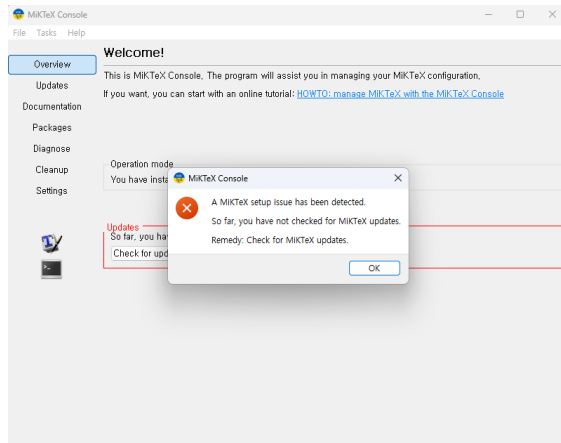 MiKTeX Console
File Tasks Help
Overview
Updates
Documentation
Packages
Diagnose
Cleanup
Settings
Welcome!
This is MiKTeX Console, The program will assist you in managing your MiKTeX configuration,
If you want, you can start with an online tutorial: HOWTO: manage MiKTeX with the MiKTeX Console
Operation mode
You have insta
Updates
So far, you ha
Check for upd
MiKTeX Console
A MiKTeX setup issue has been detected.
So far, you have not checked for MiKTeX updates.
Remedy: Check for MiKTeX updates.
OK